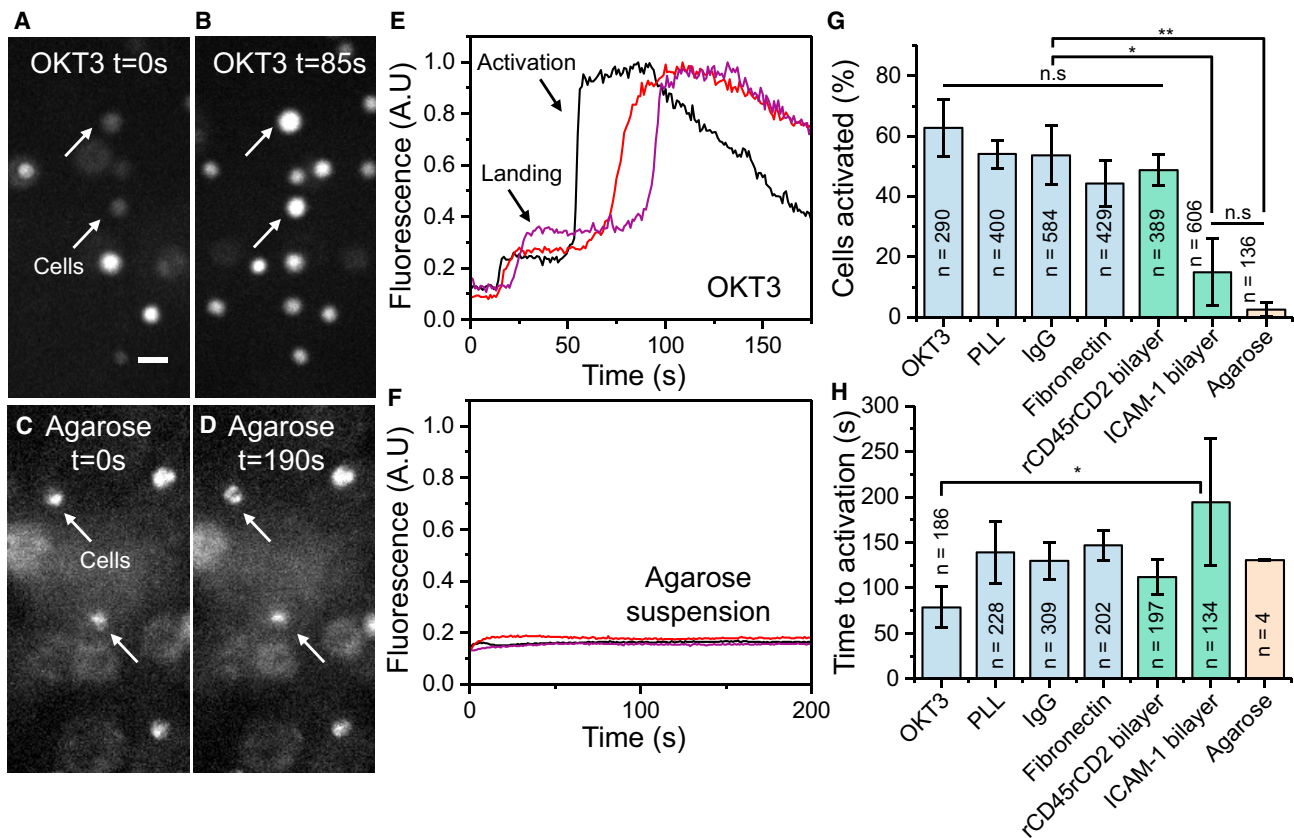 A
OKT3 t=0s
Cells
B
OKT3 t=85s
C
Agarose
t=0s
Cells
D
Agarose
t=190s
E
Fluorescence (A.U)
1.0
0.8
0.6
0.4
0.2
0.0
Activation
Landing
OKT3
0
50
100
150
Time (s)
F
Fluorescence (A.U)
1.0
0.8
0.6
0.4
0.2
0.0
Agarose
suspension
0
100
200
Time (s)
G
Cells activated (%)
80
60
40
20
0
**
*
n.s
n.s
n = 290
n = 400
n = 584
n = 429
n = 389
n = 606
n = 136
OKT3
PLL
IgG
Fibronectin
rCD45rCD2 bilayer
ICAM-1 bilayer
Agarose
H
Time to activation (s)
300
250
200
150
100
50
0
*
n = 186
n = 228
n = 309
n = 202
n = 197
n = 134
n = 4
OKT3
PLL
IgG
Fibronectin
rCD45rCD2 bilayer
ICAM-1 bilayer
Agarose